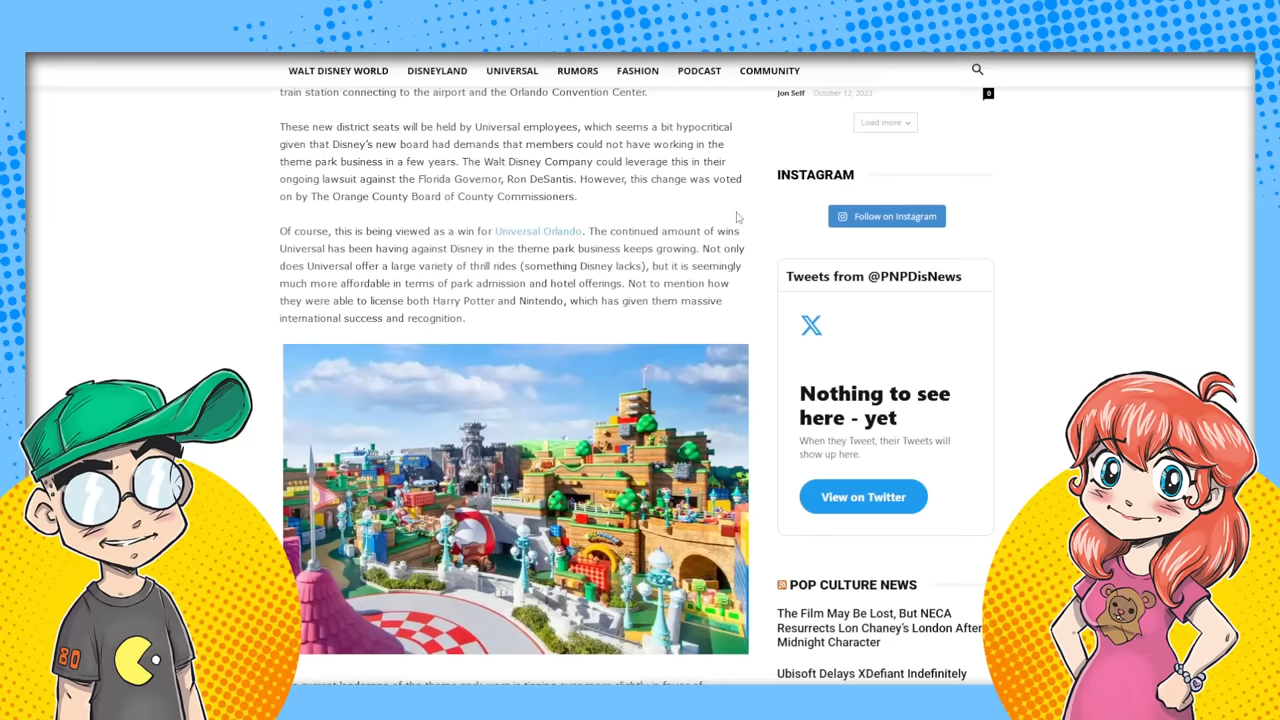 WALT DISNEY WORLD DISNEYLAND UNIVERSAL RUMORS FASHION PODCAST COMMUNITY
train station connecting to the airport and the Orlando Convention Center.
These new district seats will be held by Universal employees, which seems a bit hypocritical
given that Disney's new board had demands that members could not have working in the
theme park business in a few years. The Walt Disney Company could leverage this in their
ongoing lawsuit against the Florida Governor, Ron DeSantis. However, this change was voted
on by The Orange County Board of County Commissioners.
Of course, this is being viewed as a win for Universal Orlando. The continued amount of wins
Universal has been having against Disney in the theme park business keeps growing. Not only
does Universal offer a large variety of thrill rides (something Disney lacks), but it is seemingly
much more affordable in terms of park admission and hotel offerings. Not to mention how
they were able to license both Harry Potter and Nintendo, which has given them massive
international success and recognition.
Jon Self - October 12, 2023 0
Load more
INSTAGRAM
Follow on Instagram
Tweets from @PNPDisNews
X
Nothing to see
here - yet
When they Tweet, their Tweets will
show up here.
View on Twitter
POP CULTURE NEWS
The Film May Be Lost, But NECA
Resurrects Lon Chaney's London After
Midnight Character
Ubisoft Delays XDefiant Indefinitely
80